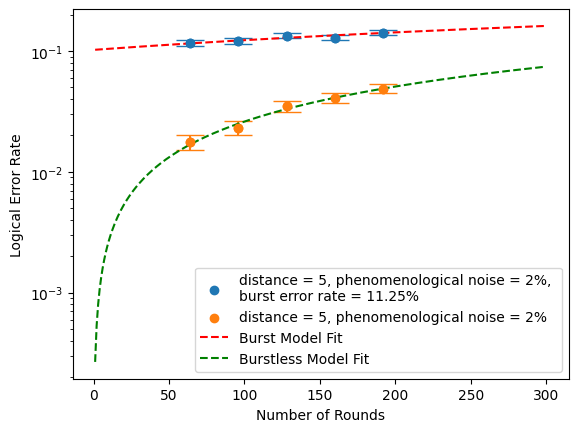 Logical Error Rate
10⁻¹
10⁻²
10⁻³
distance = 5, phenomenological noise = 2%,
burst error rate = 11.25%
distance = 5, phenomenological noise = 2%
Burst Model Fit
Burstless Model Fit
0 50 100 150 200 250 300
Number of Rounds